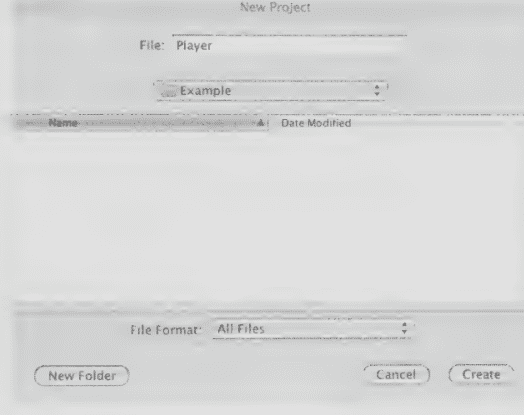 New Project
File: Player
Example
Name Date Modified
File Format: All Files
New Folder Cancel Create